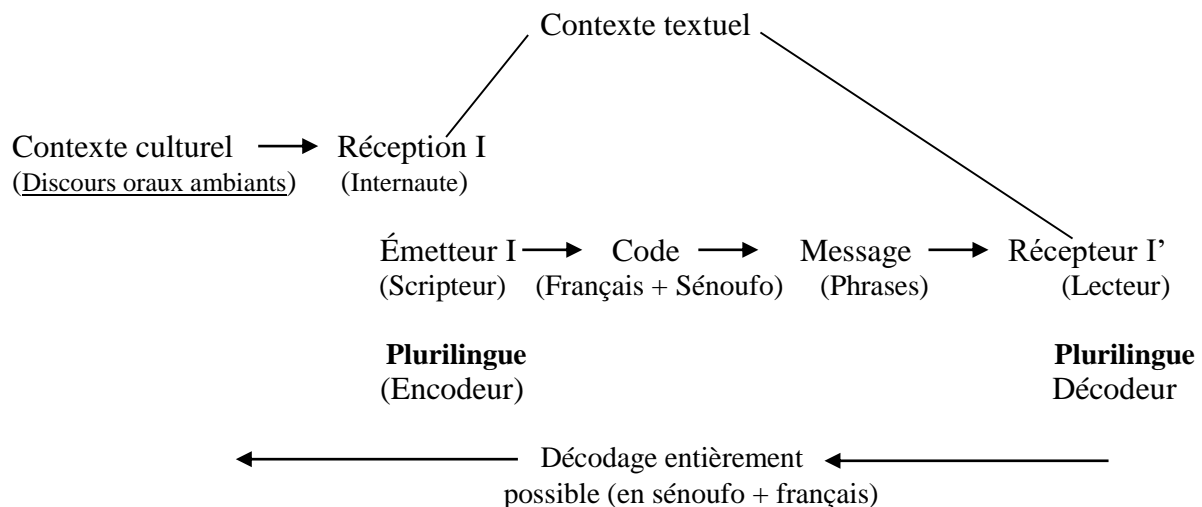 Contexte textuel
Contexte culturel Réception I
(Discours oraux ambiants) (Internaute)
Émetteur I Code Message Récepteur I’
(Scripteur) (Français + Sénoufo) (Phrases) (Lecteur)
Plurilingue Plurilingue
(Encodeur) Décodeur
Décodage entièrement
possible (en sénoufo + français)